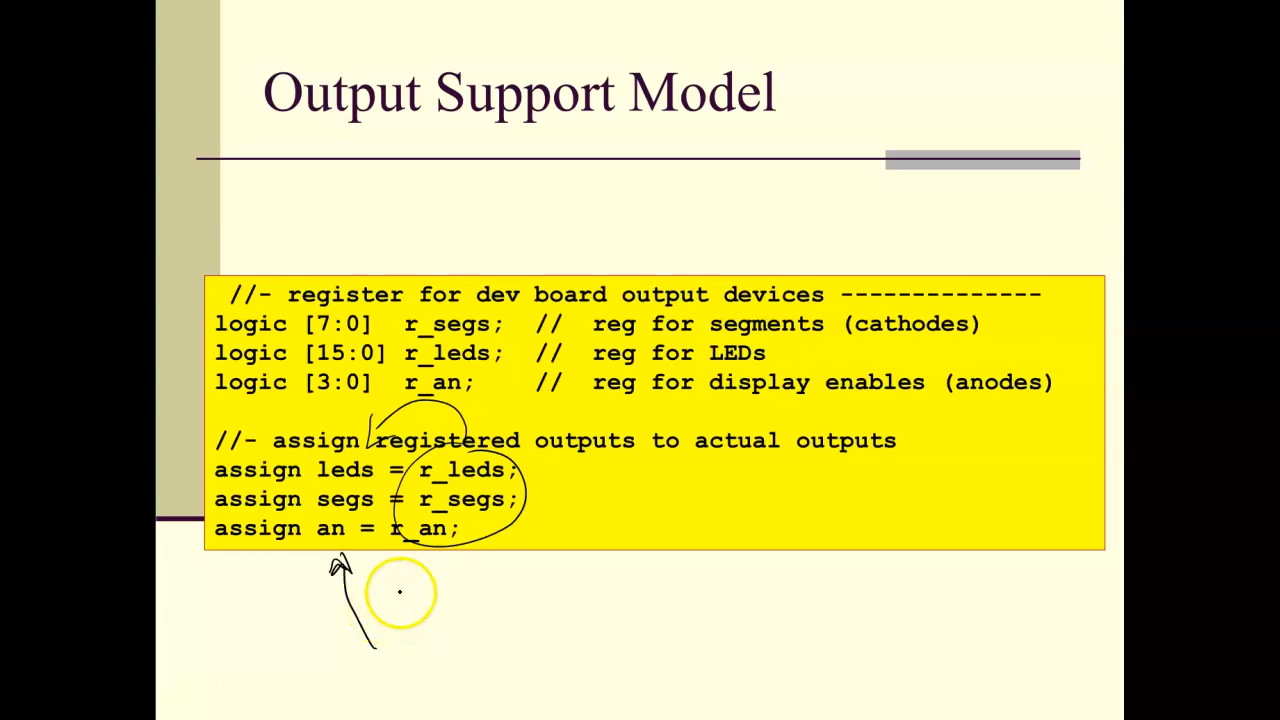 Output Support Model
//- register for dev board output devices --------------
logic [7:0] r_segs; // reg for segments (cathodes)
logic [15:0] r_leds; // reg for LEDs
logic [3:0] r_an; // reg for display enables (anodes)
//- assign registered outputs to actual outputs
assign leds = r_leds;
assign segs = r_segs;
assign an = r_an;